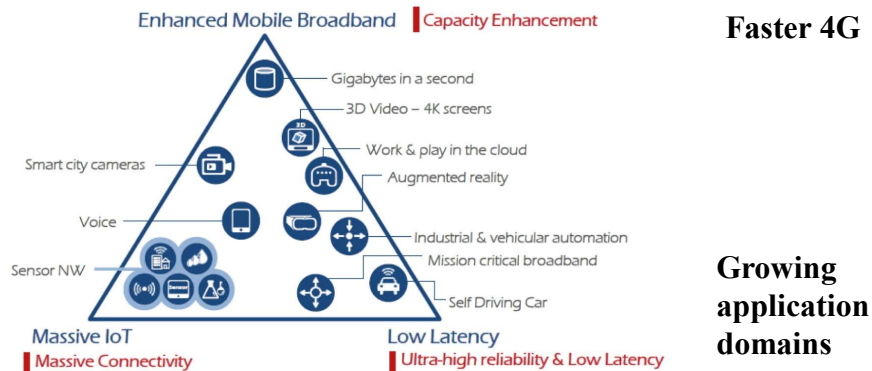 Enhanced Mobile Broadband
Capacity Enhancement
Faster 4G
Gigabytes in a second
3D Video – 4K screens
3D
Smart city cameras
Work & play in the cloud
Augmented reality
Voice
Industrial & vehicular automation
Mission critical broadband
Sensor NW
Self Driving Car
Growing
application
domains
Massive IoT
Low Latency
Massive Connectivity
Ultra-high reliability & Low Latency